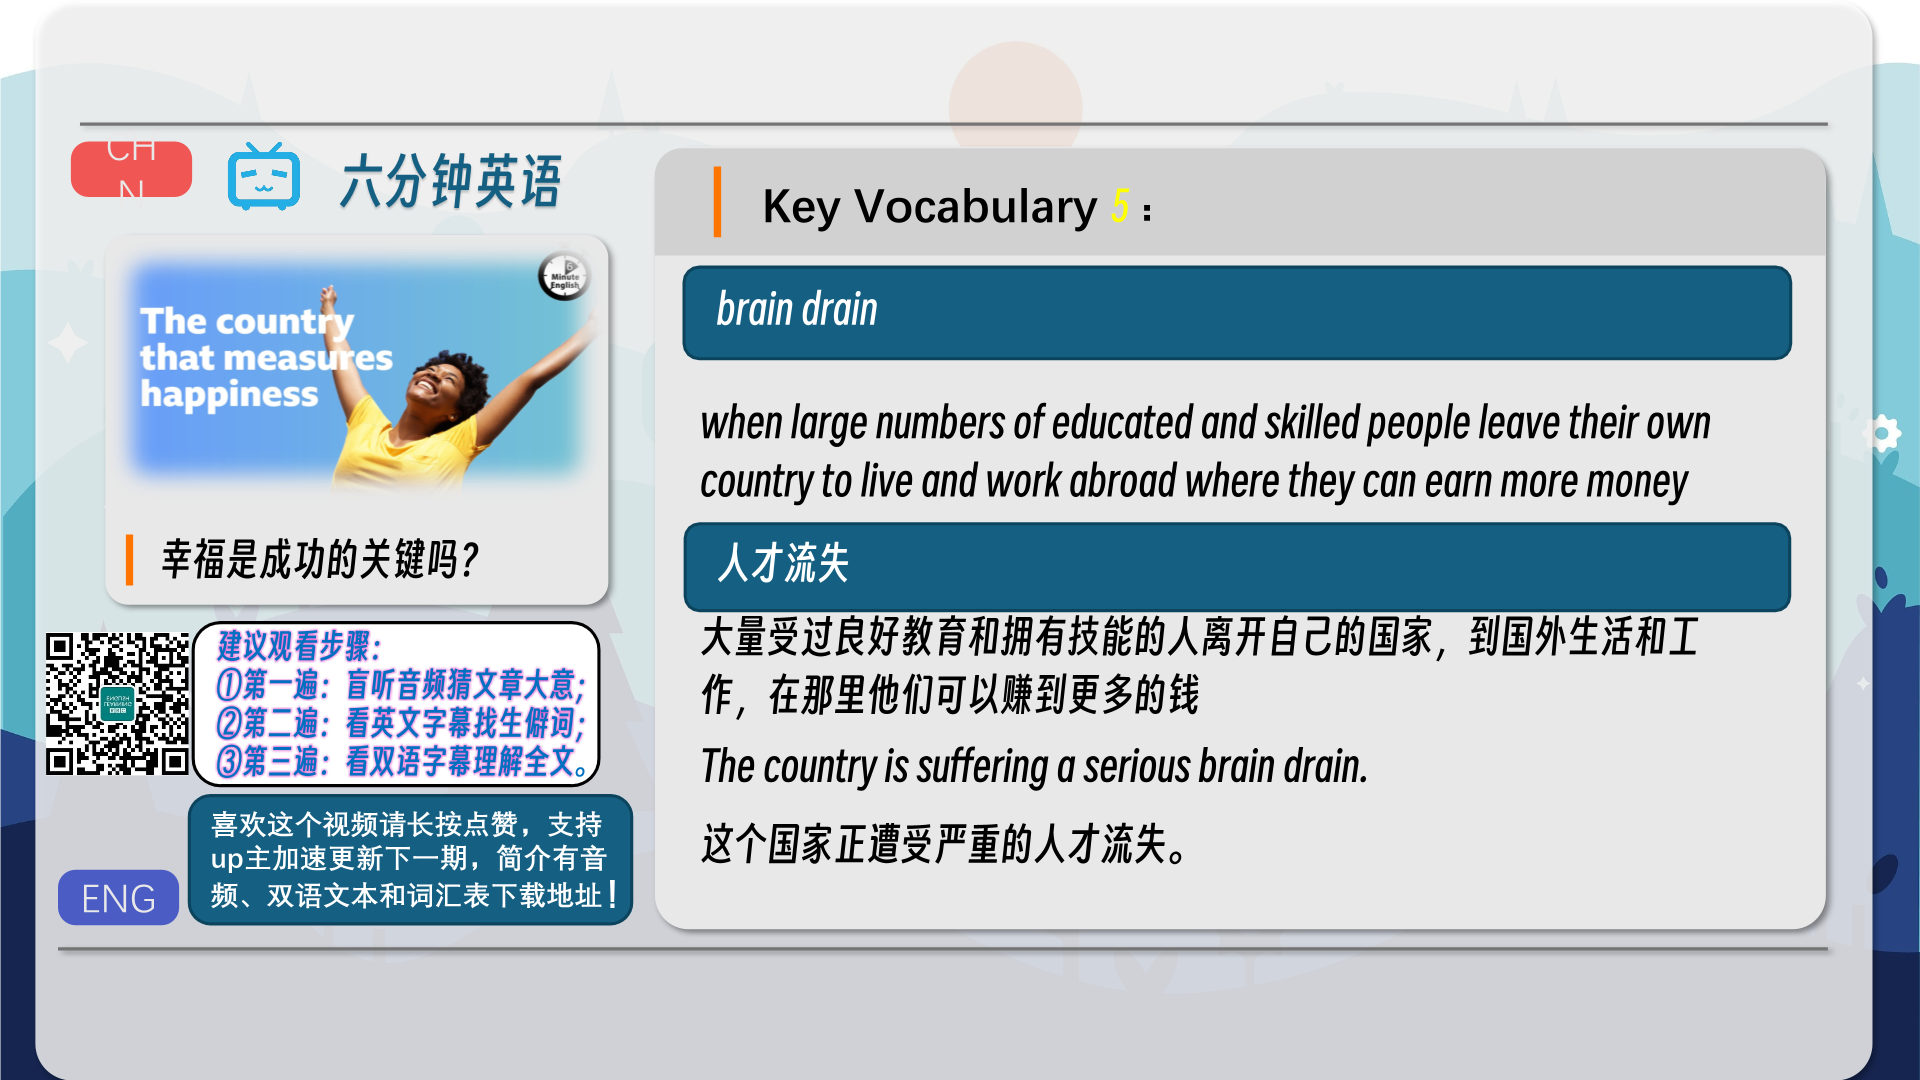 CH
N
六分钟英语
6
Minute
English
The country
that measures
happiness
幸福是成功的关键吗？
建议观看步骤：
①第一遍：盲听音频猜文章大意；
②第二遍：看英文字幕找生僻词；
③第三遍：看双语字幕理解全文。
喜欢这个视频请长按点赞，支持
up主加速更新下一期，简介有音
频、双语文本和词汇表下载地址！
ENG
Key Vocabulary 5：
brain drain
when large numbers of educated and skilled people leave their own
country to live and work abroad where they can earn more money
人才流失
大量受过良好教育和拥有技能的人离开自己的国家，到国外生活和工
作，在那里他们可以赚到更多的钱
The country is suffering a serious brain drain.
这个国家正遭受严重的人才流失。